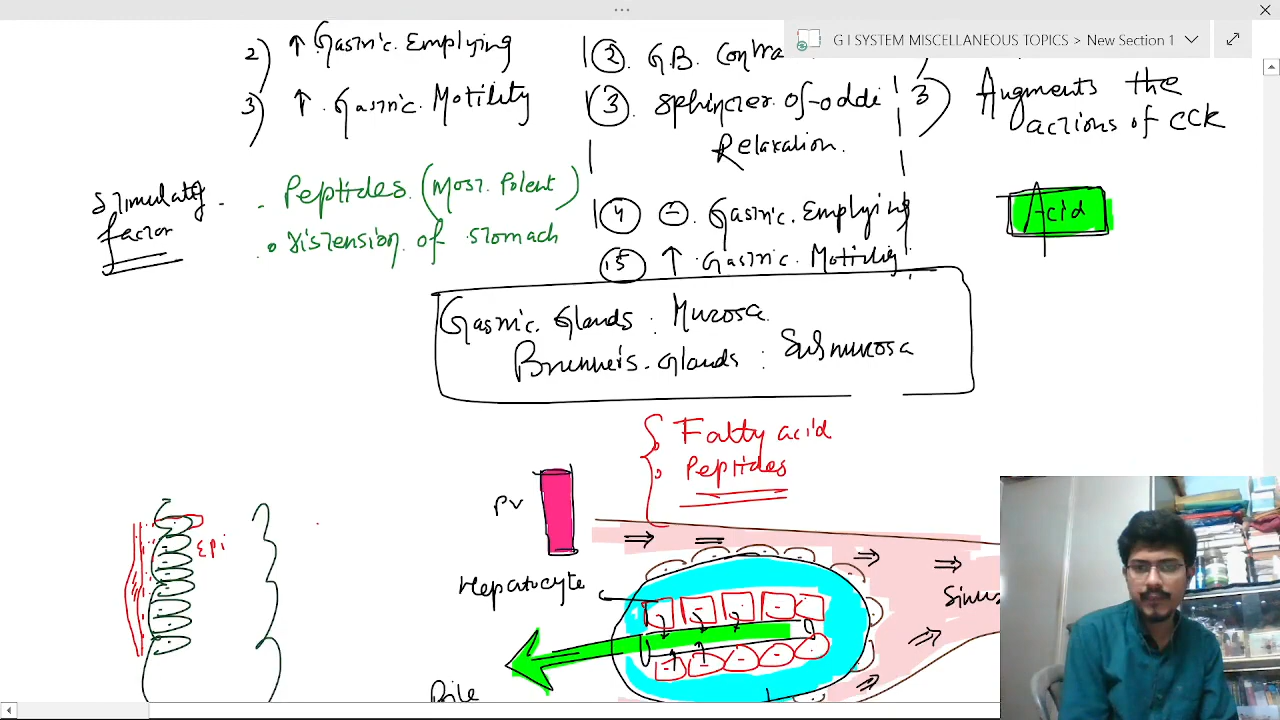 G I SYSTEM MISCELLANEOUS TOPICS > New Section 1
2) ↑ Gastric. Emptying
3) ↑ Gastric Motility
Stimulatig factor - . Peptides (Most. Potent)
. Distension of stomach
② G.B. Contra
③ Sphincter of-oddi Relaxation.
④ ⊖. Gastric. Emptying
⑤ ↑ Gastric. Motility
3) Augments the actions of CCK
Acid
Gastric. Glands : Mucosa
Brunner's. Glands : Submucosa
Fatty acid
Peptides
PV
Epi
Hepatocyte
Sinus
Bile